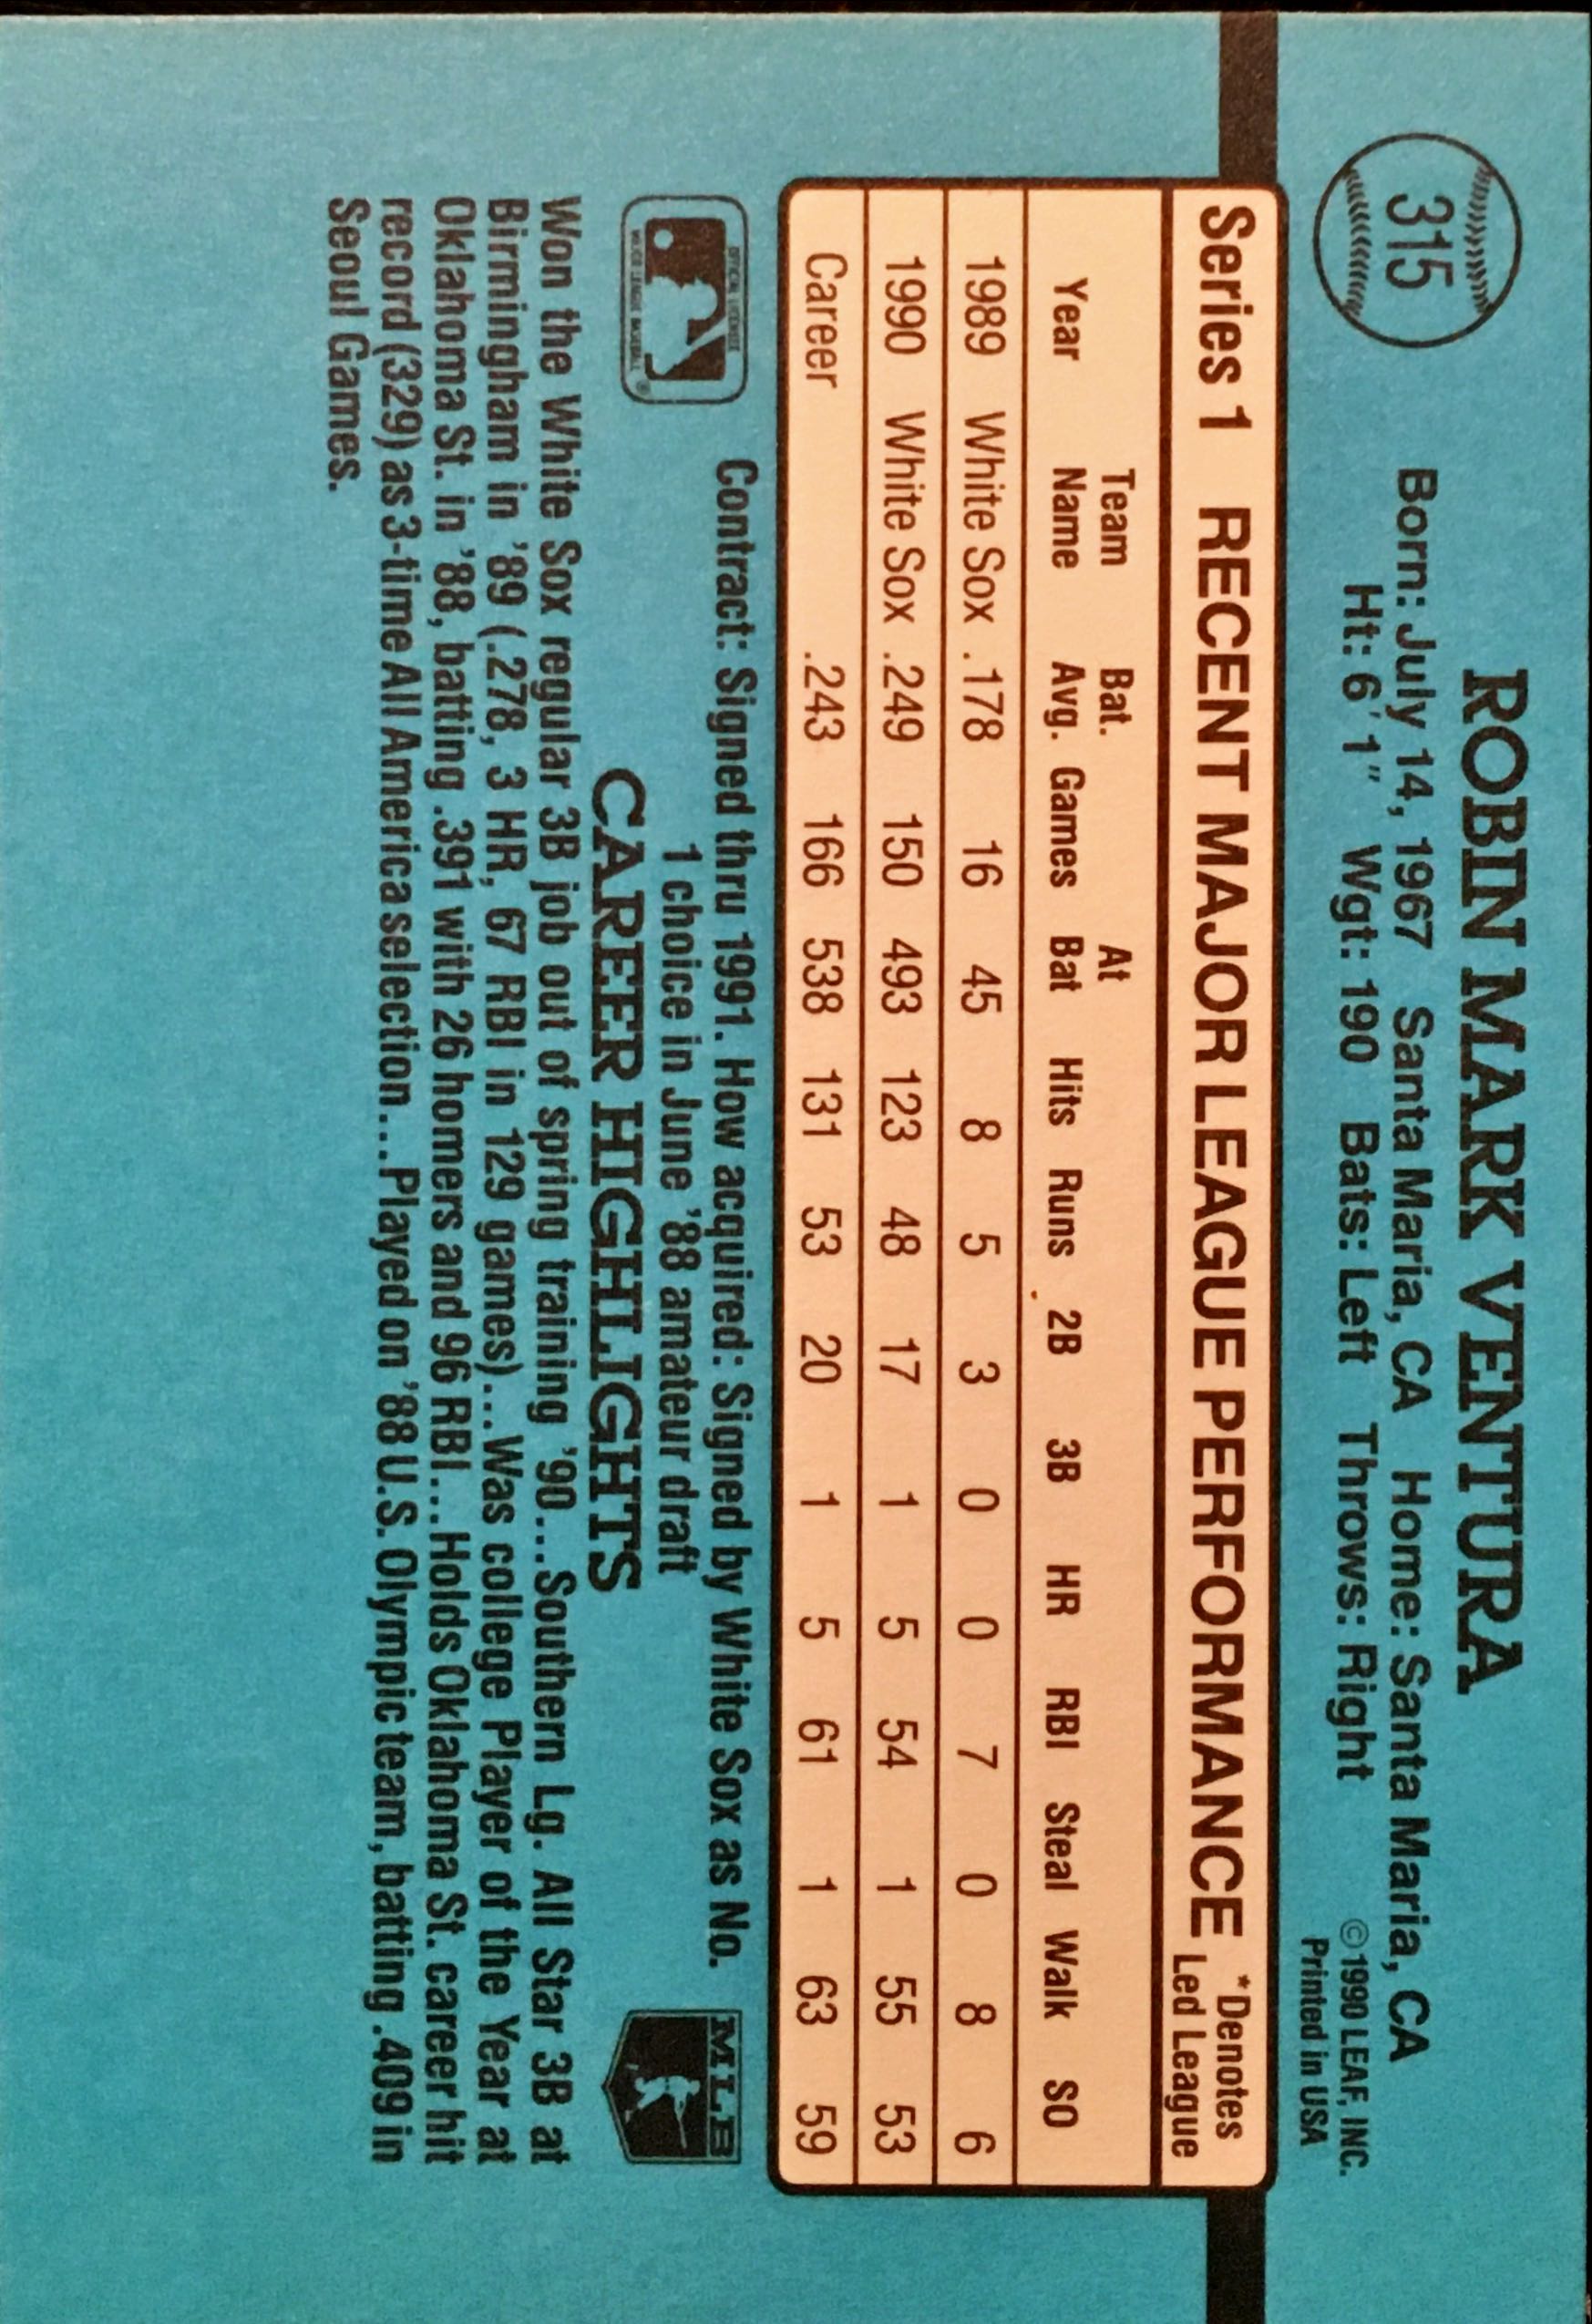 315
ROBIN MARK VENTURA
Born: July 14, 1967 Santa Maria, CA Home: Santa Maria, CA
Ht: 6′ 1″ Wgt: 190 Bats: Left Throws: Right
© 1990 LEAF, INC.
Printed in USA
Series 1 RECENT MAJOR LEAGUE PERFORMANCE *Denotes
Led League
Team Bat. At
Year Name Avg. Games Bat Hits Runs 2B 3B HR RBI Steal Walk SO
1989 White Sox .178 16 45 8 5 3 0 0 7 0 8 6
1990 White Sox .249 150 493 123 48 17 1 5 54 1 55 53
Career .243 166 538 131 53 20 1 5 61 1 63 59
OFFICIAL LICENSEE
MAJOR LEAGUE BASEBALL ®
Contract: Signed thru 1991. How acquired: Signed by White Sox as No.
1 choice in June ’88 amateur draft
MLB
CAREER HIGHLIGHTS
Won the White Sox regular 3B job out of spring training ’90...Southern Lg. All Star 3B at
Birmingham in ’89 (.278, 3 HR, 67 RBI in 129 games)...Was college Player of the Year at
Oklahoma St. in ’88, batting .391 with 26 homers and 96 RBI...Holds Oklahoma St. career hit
record (329) as 3-time All America selection...Played on ’88 U.S. Olympic team, batting .409 in
Seoul Games.